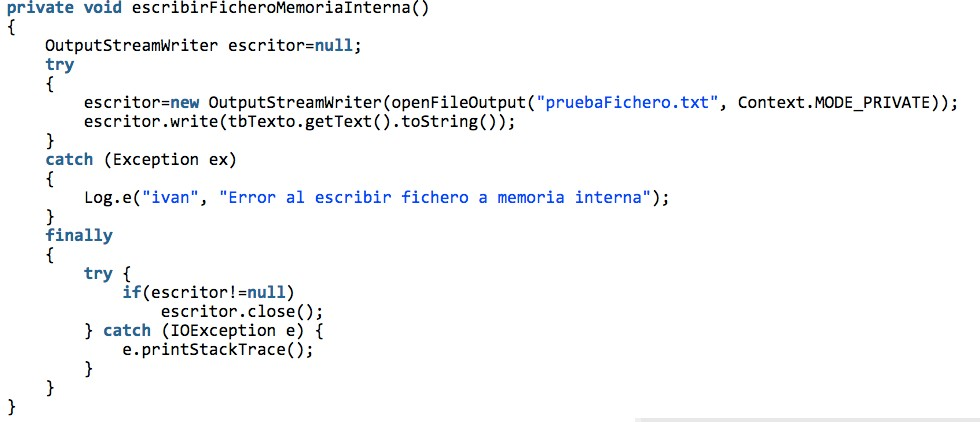 private void escribirFicheroMemoriaInterna()
{
    OutputStreamWriter escritor=null;
    try
    {
        escritor=new OutputStreamWriter(openFileOutput("pruebaFichero.txt", Context.MODE_PRIVATE));
        escritor.write(tbTexto.getText().toString());
    }
    catch (Exception ex)
    {
        Log.e("ivan", "Error al escribir fichero a memoria interna");
    }
    finally
    {
        try {
            if(escritor!=null)
                escritor.close();
        } catch (IOException e) {
            e.printStackTrace();
        }
    }
}